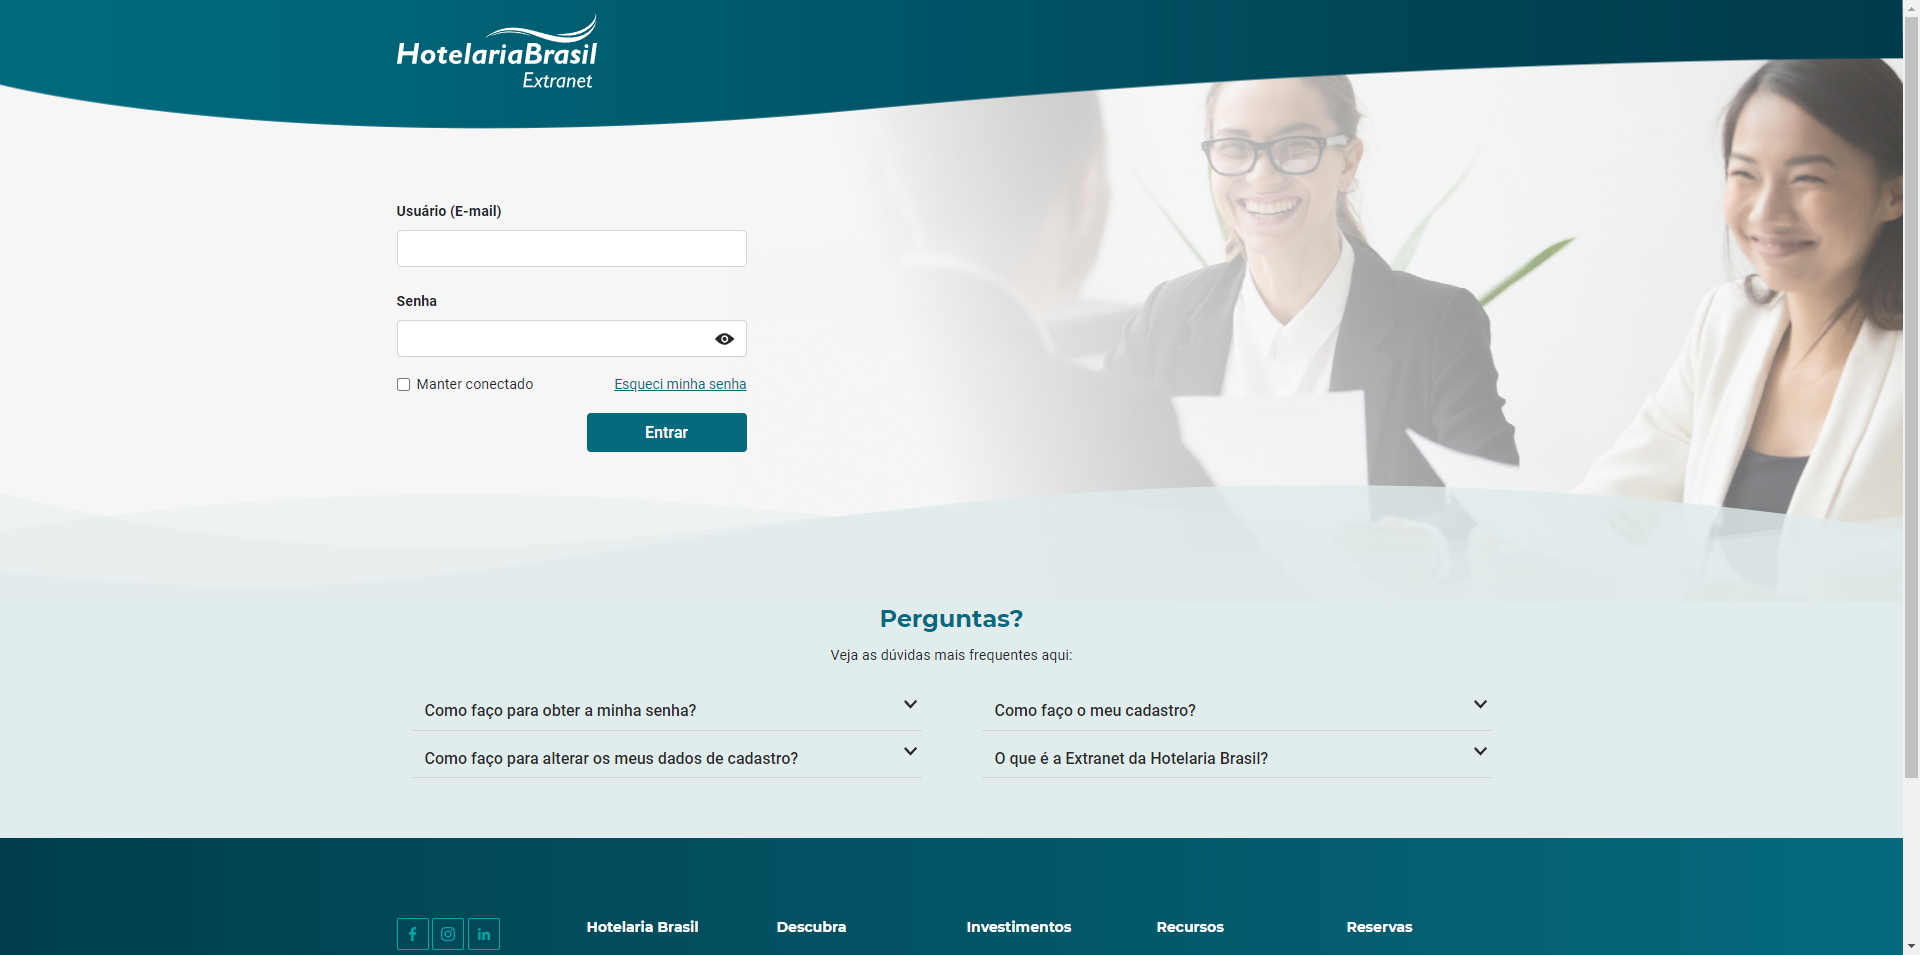 HotelariaBrasil
Extranet
Usuário (E-mail)
Senha
Manter conectado
Esqueci minha senha
Entrar
Perguntas?
Veja as dúvidas mais frequentes aqui:
Como faço para obter a minha senha?
Como faço o meu cadastro?
Como faço para alterar os meus dados de cadastro?
O que é a Extranet da Hotelaria Brasil?
Hotelaria Brasil
Descubra
Investimentos
Recursos
Reservas